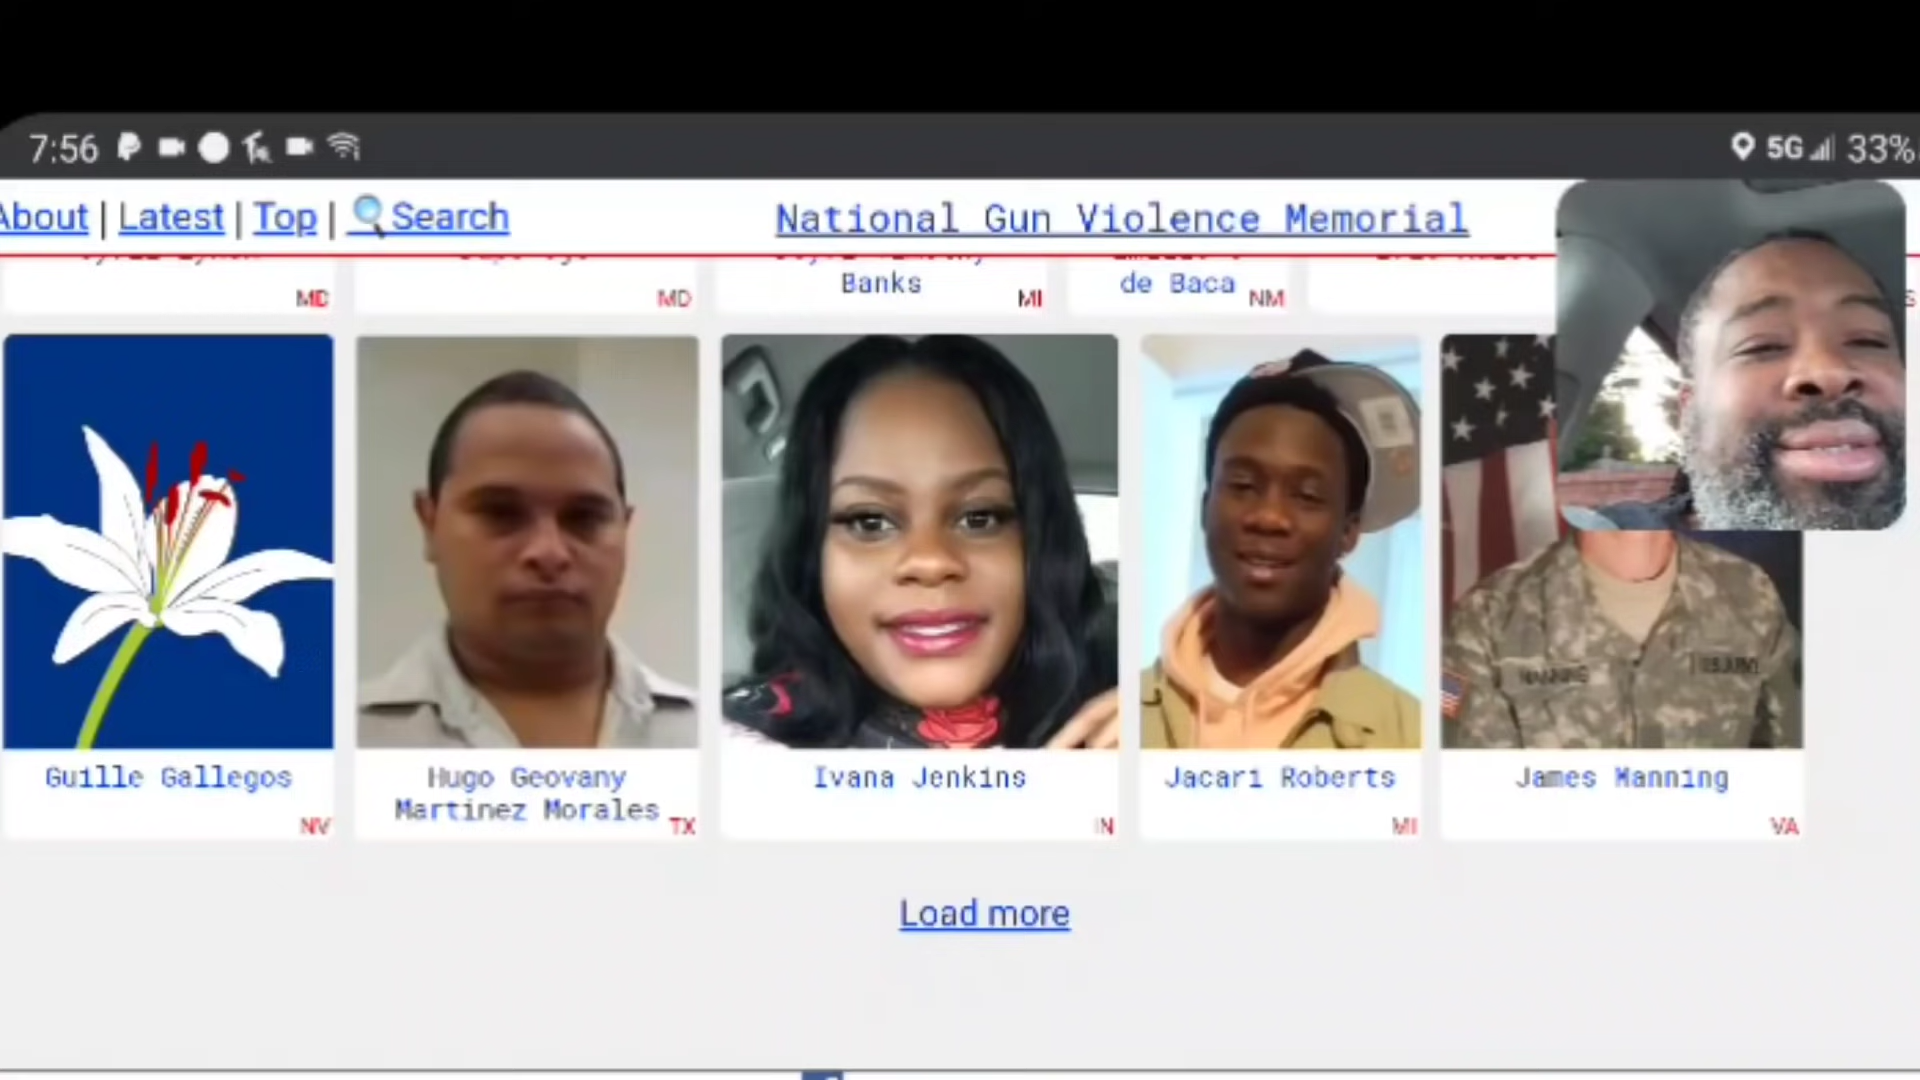 7:56 5G 33%
About | Latest | Top | Search
National Gun Violence Memorial
MD
MD
Banks
MI
de Baca
NM
Guille Gallegos
NV
Hugo Geovany
Martinez Morales
TX
Ivana Jenkins
IN
MANNING
U.S. ARMY
Jacari Roberts
MI
James Manning
VA
Load more